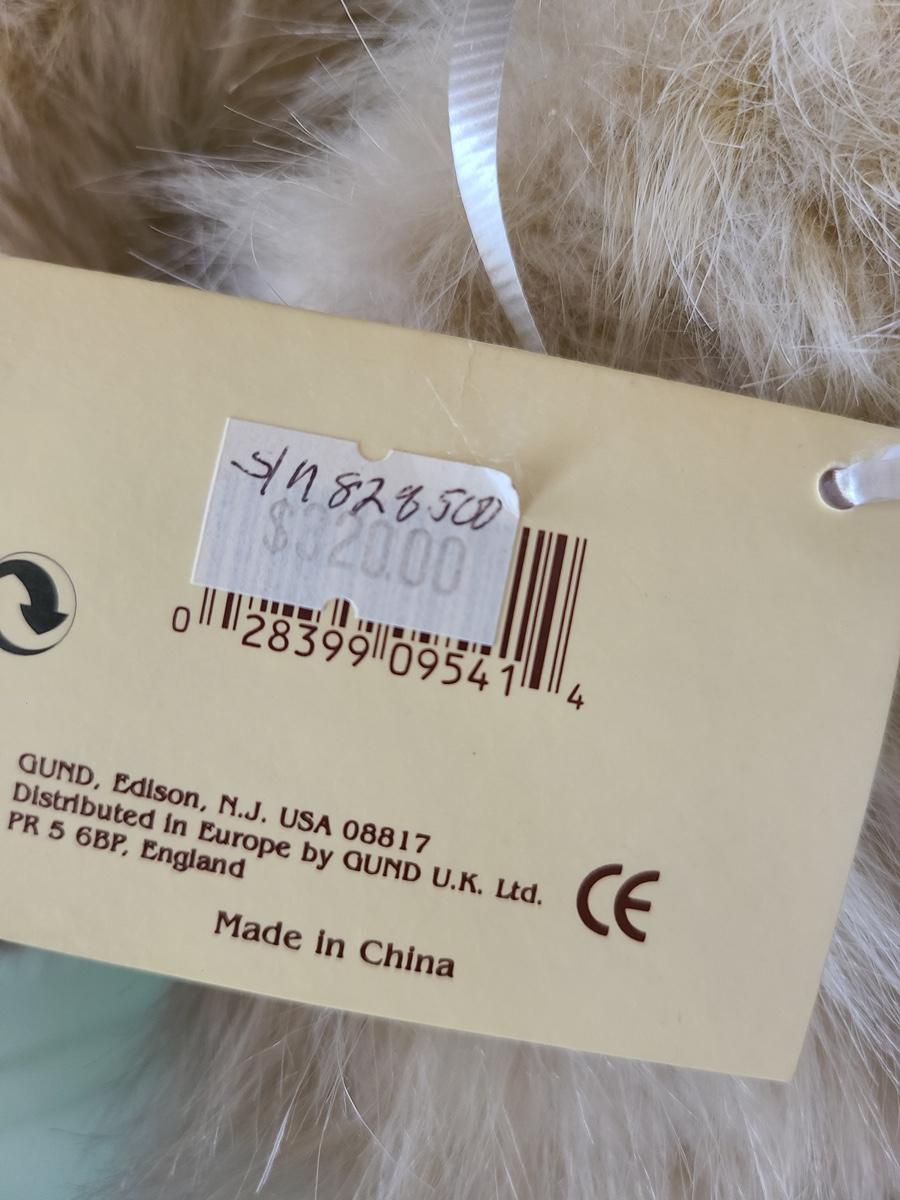 S/N 828500
$320.00
0 28399 09541 4
GUND, Edison, N.J. USA 08817
Distributed in Europe by GUND U.K. Ltd.
PR 5 6BP, England
CE
Made in China